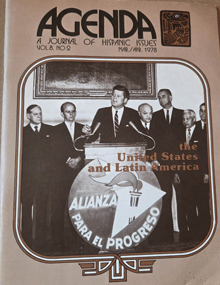 AGENDA
A JOURNAL OF HISPANIC ISSUES
VOL.8, NO.2 MAR./APR. 1978
the
United States
and Latin America
ALIANZA
PARA EL PROGRESO